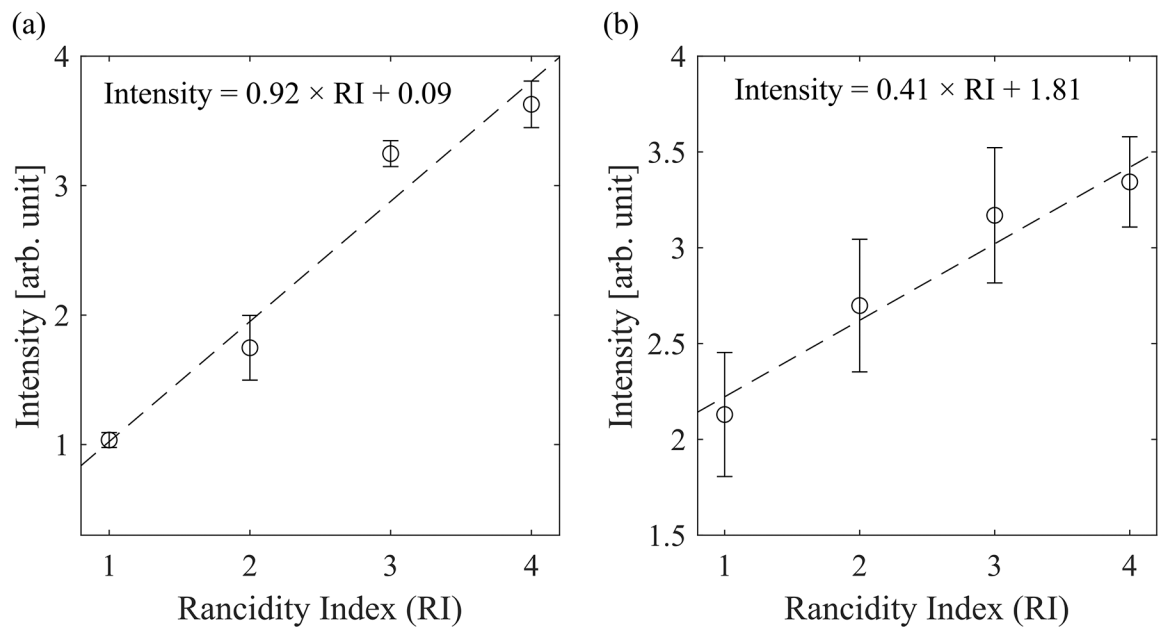 (a)
Intensity = 0.92 × RI + 0.09
Intensity [arb. unit]
4
3
2
1
1 2 3 4
Rancidity Index (RI)
(b)
Intensity = 0.41 × RI + 1.81
Intensity [arb. unit]
4
3.5
3
2.5
2
1.5
1 2 3 4
Rancidity Index (RI)